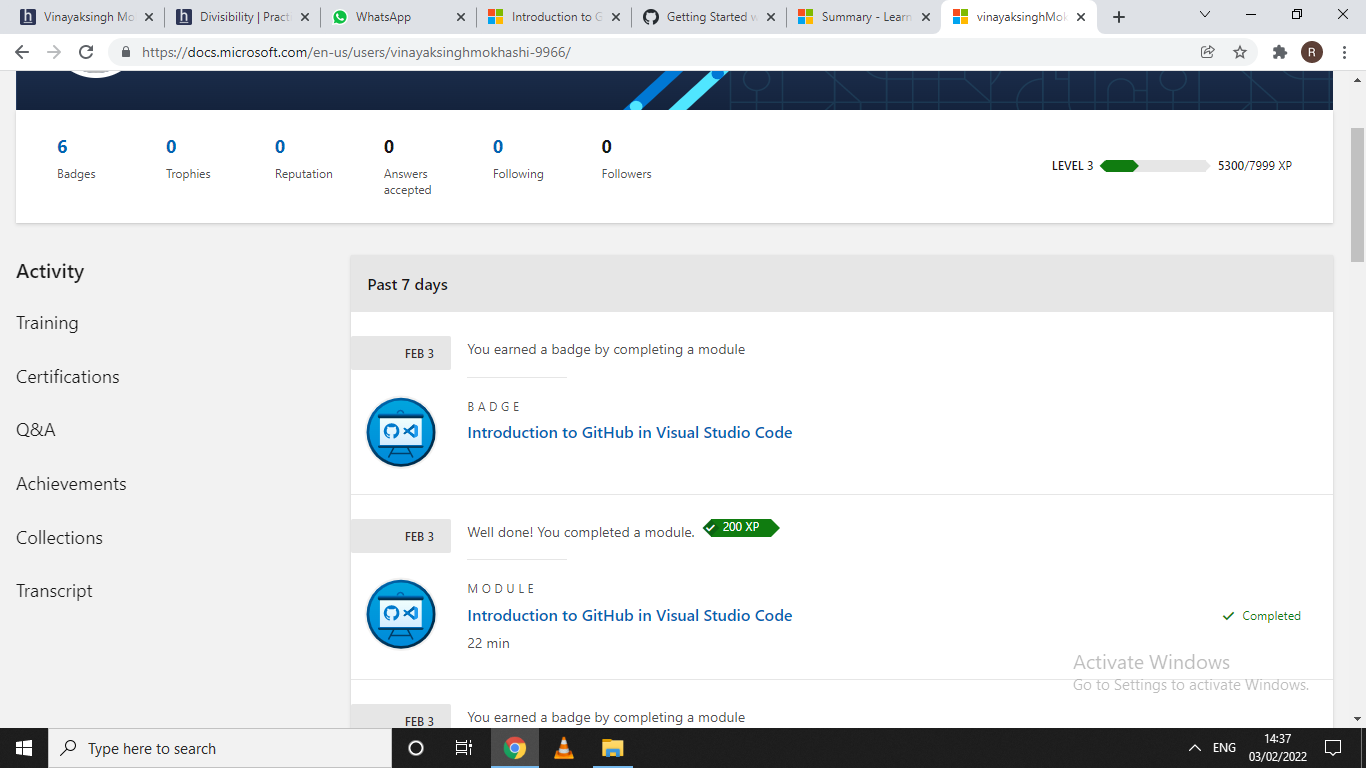 Vinayaksingh Mo
Divisibility | Practi
WhatsApp
Introduction to G
Getting Started w
Summary - Learn
vinayaksinghMok
https://docs.microsoft.com/en-us/users/vinayaksinghmokhashi-9966/
R
6
0
0
0
0
0
Badges
Trophies
Reputation
Answers
accepted
Following
Followers
LEVEL 3
5300/7999 XP
Activity
Training
Certifications
Q&A
Achievements
Collections
Transcript
Past 7 days
FEB 3
You earned a badge by completing a module
BADGE
Introduction to GitHub in Visual Studio Code
FEB 3
Well done! You completed a module.
200 XP
MODULE
Introduction to GitHub in Visual Studio Code
Completed
22 min
Activate Windows
Go to Settings to activate Windows.
FEB 3
You earned a badge by completing a module
Type here to search
ENG
14:37
03/02/2022